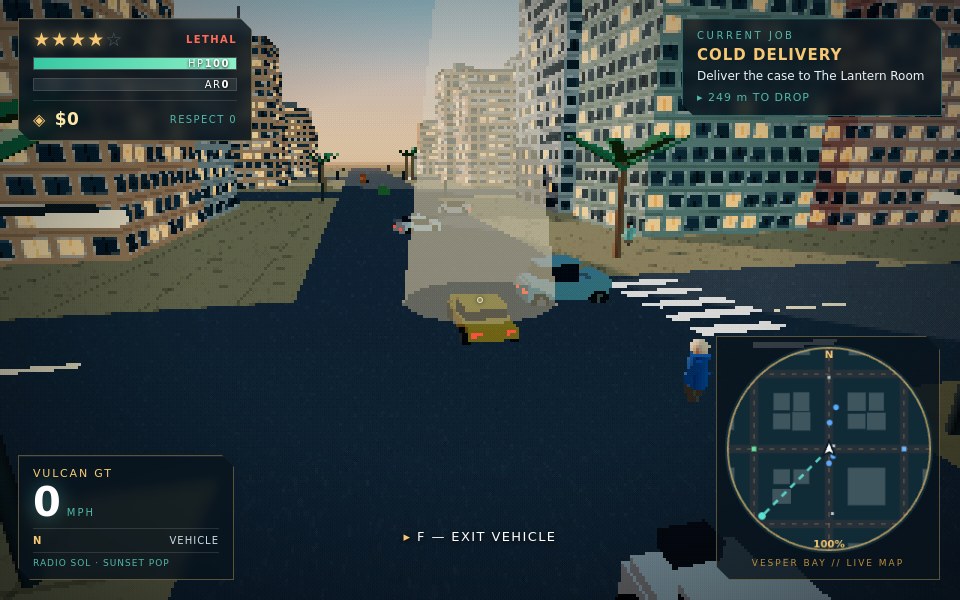 ★★★★☆ LETHAL
HP100
AR0
◈ $0 RESPECT 0
CURRENT JOB
COLD DELIVERY
Deliver the case to The Lantern Room
▸ 249 m TO DROP
VULCAN GT
0 MPH
N VEHICLE
RADIO SOL · SUNSET POP
▸ F — EXIT VEHICLE
N
100%
VESPER BAY // LIVE MAP